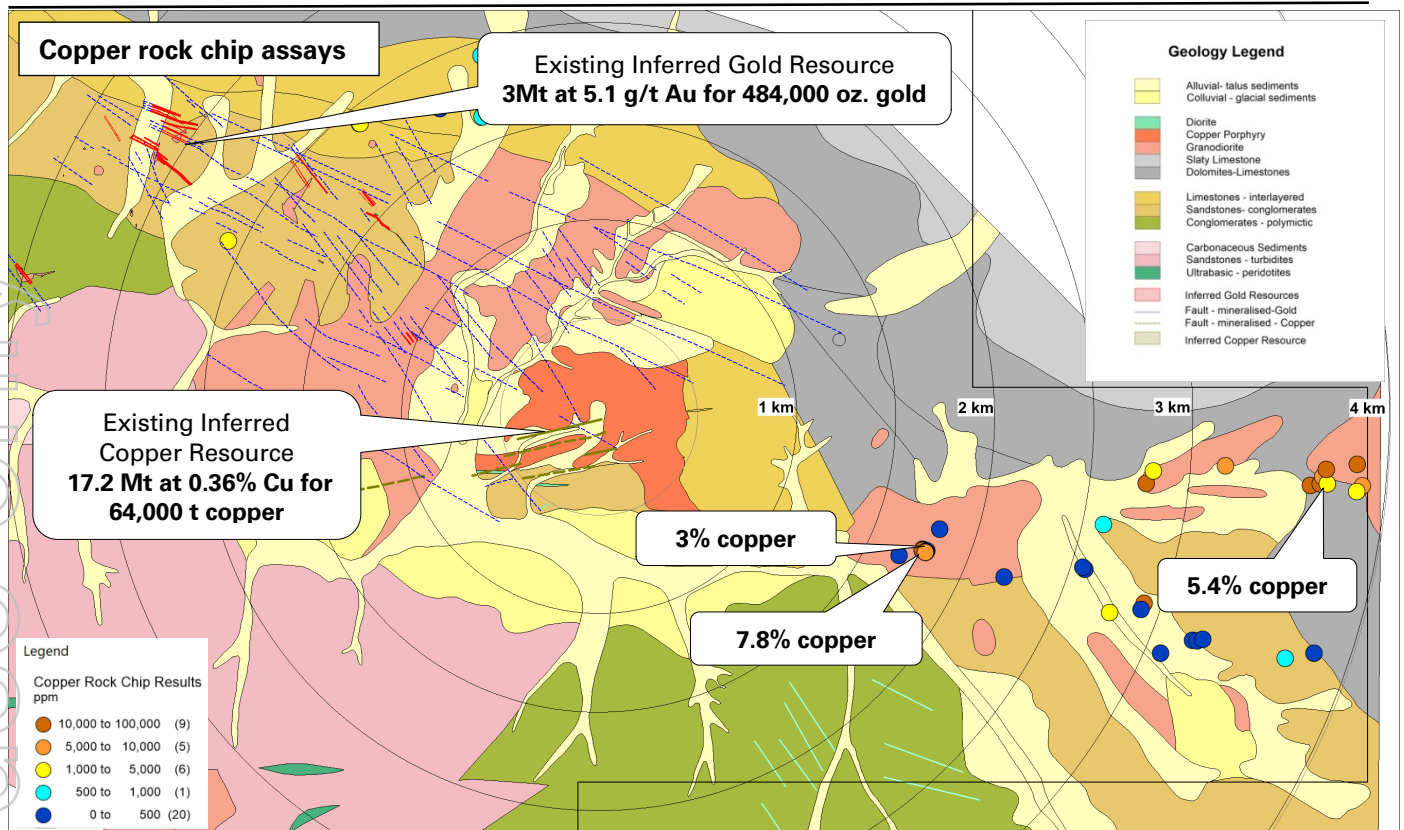 Copper rock chip assays
Existing Inferred Gold Resource
3Mt at 5.1 g/t Au for 484,000 oz. gold
Geology Legend
Alluvial- talus sediments
Colluvial - glacial sediments
Diorite
Copper Porphyry
Granodiorite
Slaty Limestone
Dolomites-Limestones
Limestones - interlayered
Sandstones- conglomerates
Conglomerates - polymictic
Carbonaceous Sediments
Sandstones - turbidites
Ultrabasic - peridotites
Inferred Gold Resources
Fault - mineralised-Gold
Fault - mineralised - Copper
Inferred Copper Resource
1 km
2 km
3 km
4 km
Existing Inferred
Copper Resource
17.2 Mt at 0.36% Cu for
64,000 t copper
3% copper
7.8% copper
5.4% copper
Legend
Copper Rock Chip Results
ppm
10,000 to 100,000 (9)
5,000 to 10,000 (5)
1,000 to 5,000 (6)
500 to 1,000 (1)
0 to 500 (20)